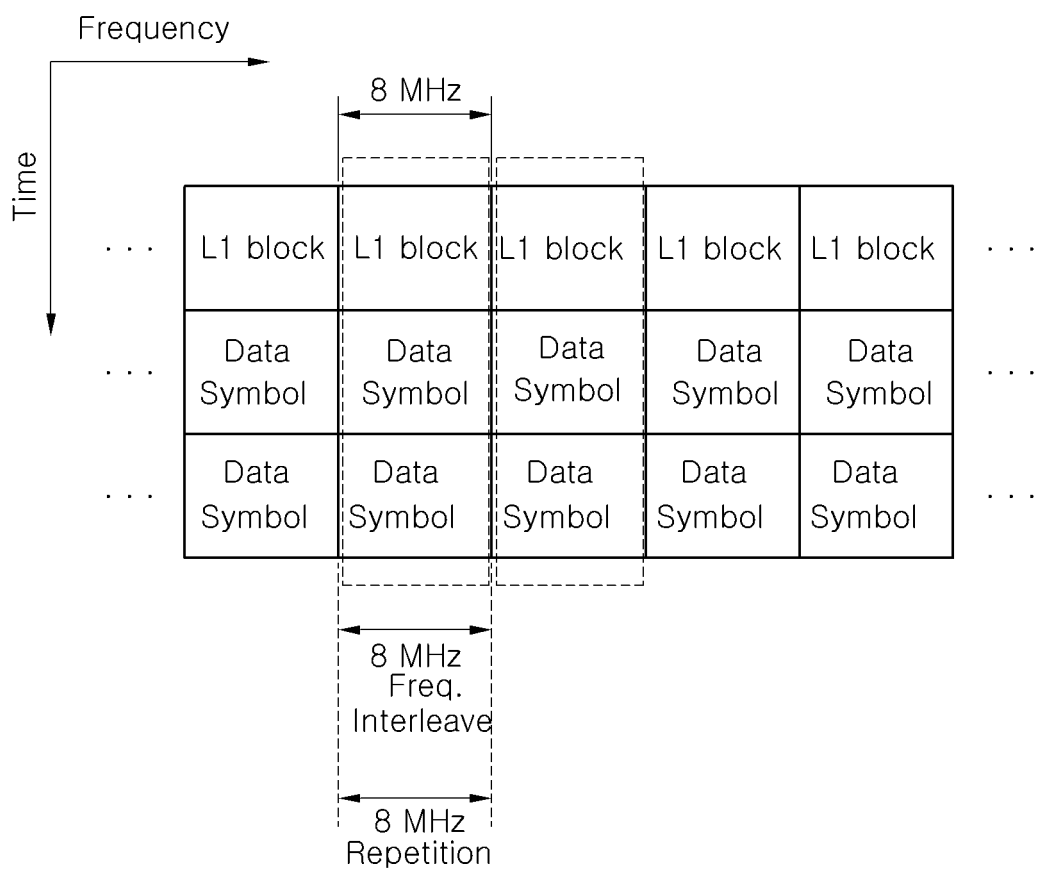 Frequency
8 MHz
Time
. . . L1 block L1 block L1 block L1 block L1 block . . .
Data Data Data Data Data
. . . Symbol Symbol Symbol Symbol Symbol . . .
Data Data Data Data Data
. . . Symbol Symbol Symbol Symbol Symbol . . .
8 MHz
Freq.
Interleave
8 MHz
Repetition